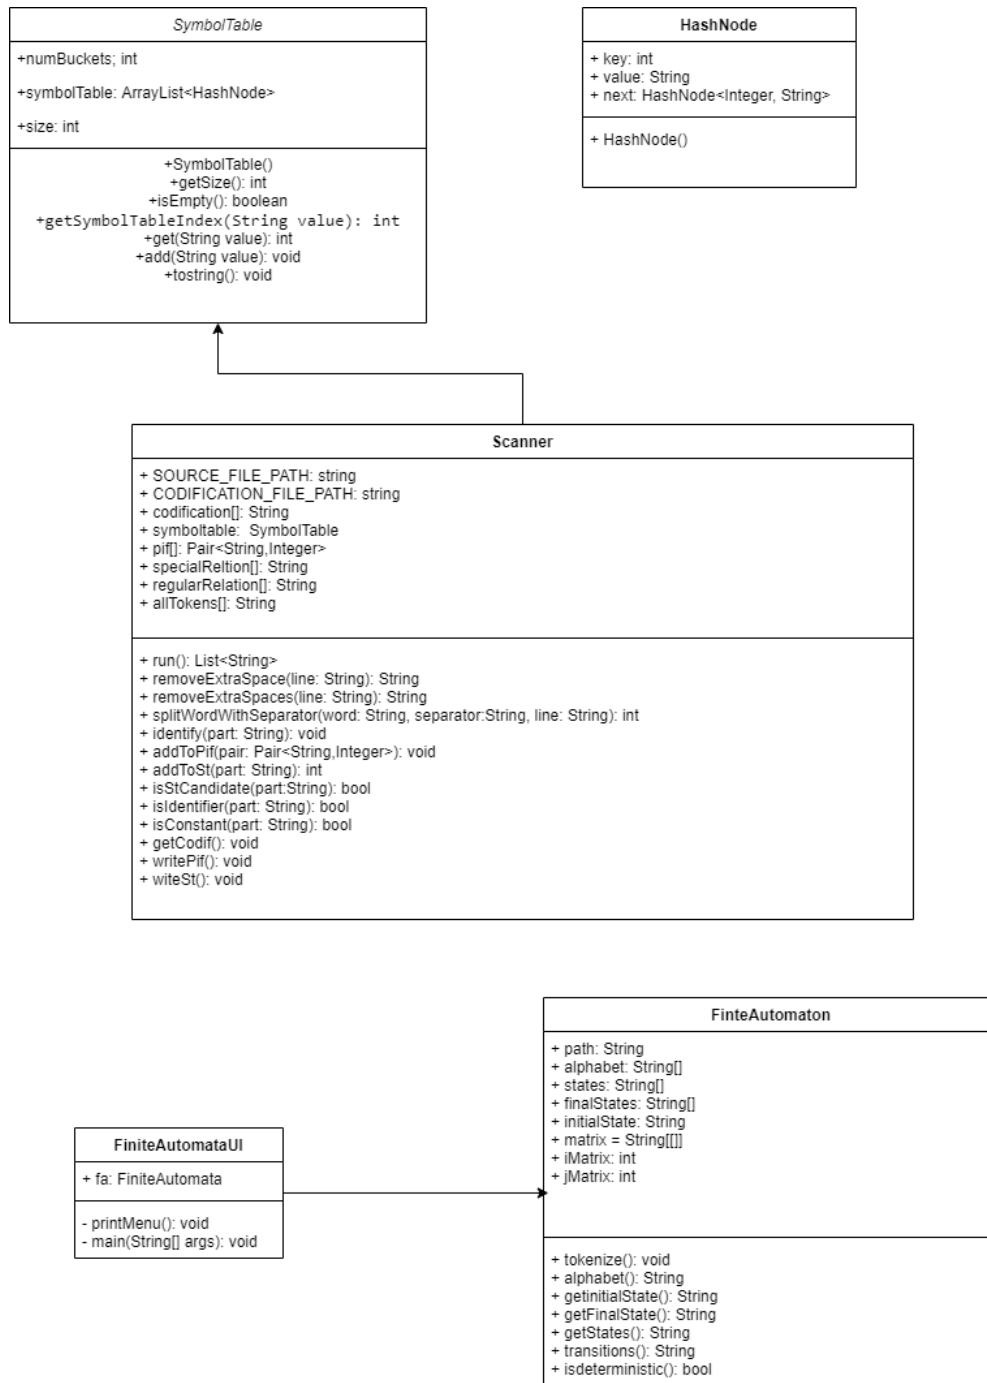 SymbolTable
+numBuckets; int
+symbolTable: ArrayList<HashNode>
+size: int
+SymbolTable()
+getSize(): int
+isEmpty(): boolean
+getSymbolTableIndex(String value): int
+get(String value): int
+add(String value): void
+tostring(): void
HashNode
+ key: int
+ value: String
+ next: HashNode<Integer, String>
+ HashNode()
Scanner
+ SOURCE_FILE_PATH: string
+ CODIFICATION_FILE_PATH: string
+ codification[]: String
+ symboltable: SymbolTable
+ pif[]: Pair<String,Integer>
+ specialReltion[]: String
+ regularRelation[]: String
+ allTokens[]: String
+ run(): List<String>
+ removeExtraSpace(line: String): String
+ removeExtraSpaces(line: String): String
+ splitWordWithSeparator(word: String, separator:String, line: String): int
+ identify(part: String): void
+ addToPif(pair: Pair<String,Integer>): void
+ addToSt(part: String): int
+ isStCandidate(part:String): bool
+ isIdentifier(part: String): bool
+ isConstant(part: String): bool
+ getCodif(): void
+ writePif(): void
+ witeSt(): void
FinteAutomaton
+ path: String
+ alphabet: String[]
+ states: String[]
+ finalStates: String[]
+ initialState: String
+ matrix = String[[]]
+ iMatrix: int
+ jMatrix: int
+ tokenize(): void
+ alphabet(): String
+ getinitialState(): String
+ getFinalState(): String
+ getStates(): String
+ transitions(): String
+ isdeterministic(): bool
FiniteAutomataUI
+ fa: FiniteAutomata
- printMenu(): void
- main(String[] args): void